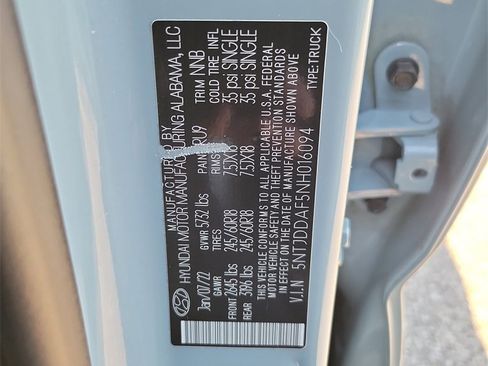 MANUFACTURED BY
HYUNDAI MOTOR MANUFACTURING ALABAMA, LLC
Jan/07/22 GVWR 5732 lbs PAINT RU9 TRIM NNB
GAWR RIMS COLD TIRE INFL
FRONT 2645 lbs 245/60R18 7.5JX18 35 psi SINGLE
REAR 3296 lbs 245/60R18 7.5JX18 35 psi SINGLE
THIS VEHICLE CONFORMS TO ALL APPLICABLE U.S.A. FEDERAL
MOTOR VEHICLE SAFETY, BUMPER AND THEFT PREVENTION STANDARDS
IN EFFECT ON THE DATE OF MANUFACTURE SHOWN ABOVE
V.I.N 5NTJDDAF5NH016094 TYPE:TRUCK